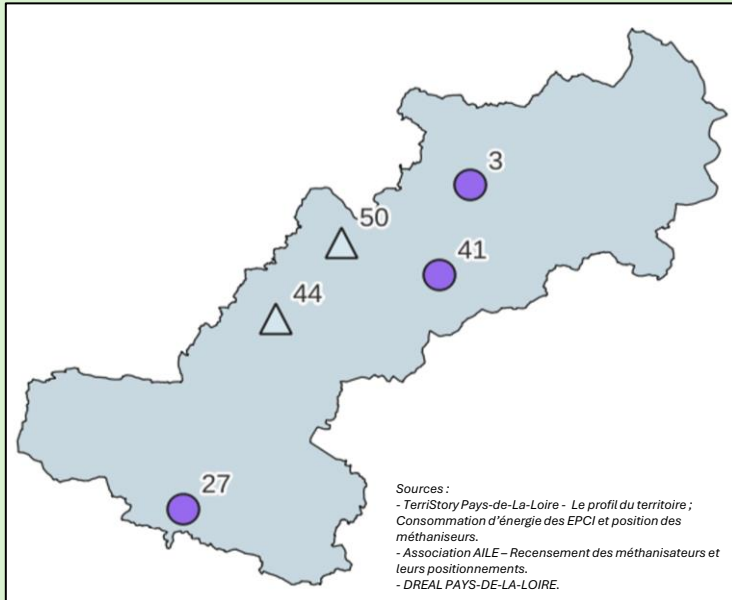 3
50
41
44
27
Sources :
- TerriStory Pays-de-La-Loire - Le profil du territoire ;
Consommation d'énergie des EPCI et position des
méthaniseurs.
- Association AILE – Recensement des méthanisateurs et
leurs positionnements.
- DREAL PAYS-DE-LA-LOIRE.